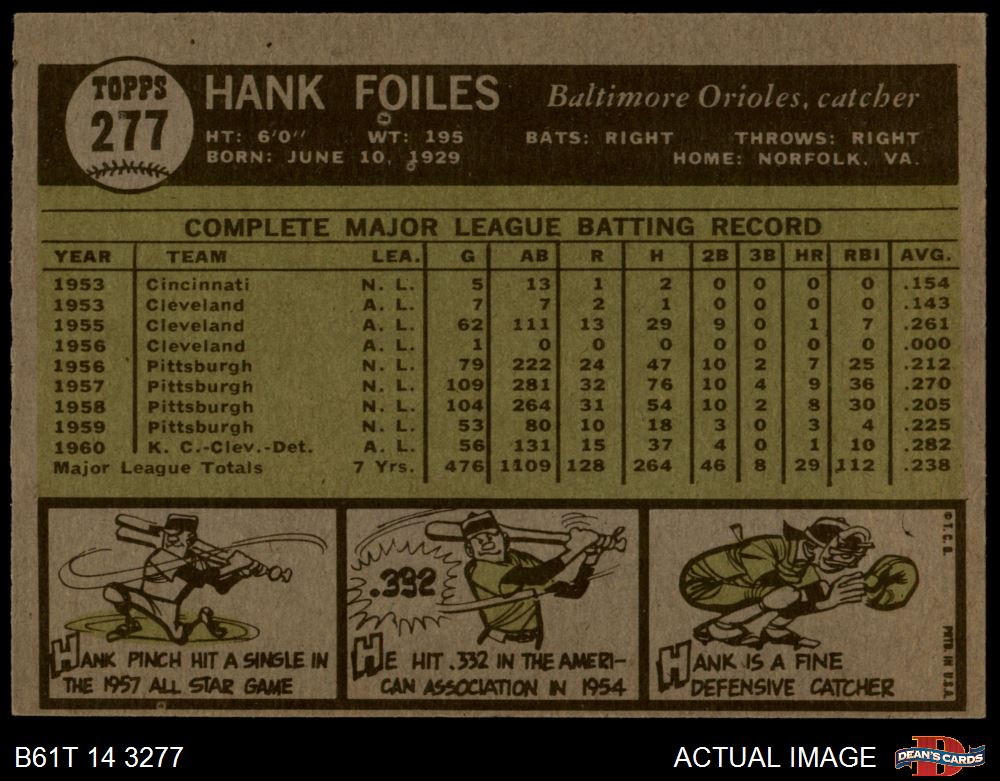 TOPPS
277
HANK FOILES
Baltimore Orioles, catcher
HT: 6'0" WT: 195 BATS: RIGHT THROWS: RIGHT
BORN: JUNE 10, 1929 HOME: NORFOLK, VA.
COMPLETE MAJOR LEAGUE BATTING RECORD
YEAR TEAM LEA. G AB R H 2B 3B HR RBI AVG.
1953 Cincinnati N. L. 5 13 1 2 0 0 0 0 .154
1953 Cleveland A. L. 7 7 2 1 0 0 0 0 .143
1955 Cleveland A. L. 62 111 13 29 9 0 1 7 .261
1956 Cleveland A. L. 1 0 0 0 0 0 0 0 .000
1956 Pittsburgh N. L. 79 222 24 47 10 2 7 25 .212
1957 Pittsburgh N. L. 109 281 32 76 10 4 9 36 .270
1958 Pittsburgh N. L. 104 264 31 54 10 2 8 30 .205
1959 Pittsburgh N. L. 53 80 10 18 3 0 3 4 .225
1960 K. C.-Clev.-Det. A. L. 56 131 15 37 4 0 1 10 .282
Major League Totals 7 Yrs. 476 1109 128 264 46 8 29 112 .238
HANK PINCH HIT A SINGLE IN
THE 1957 ALL STAR GAME
.332
HE HIT .332 IN THE AMERI-
CAN ASSOCIATION IN 1954
HANK IS A FINE
DEFENSIVE CATCHER
© T.C.G.
PRTD. IN U.S.A.
B61T 14 3277
ACTUAL IMAGE
D
DEAN'S CARDS